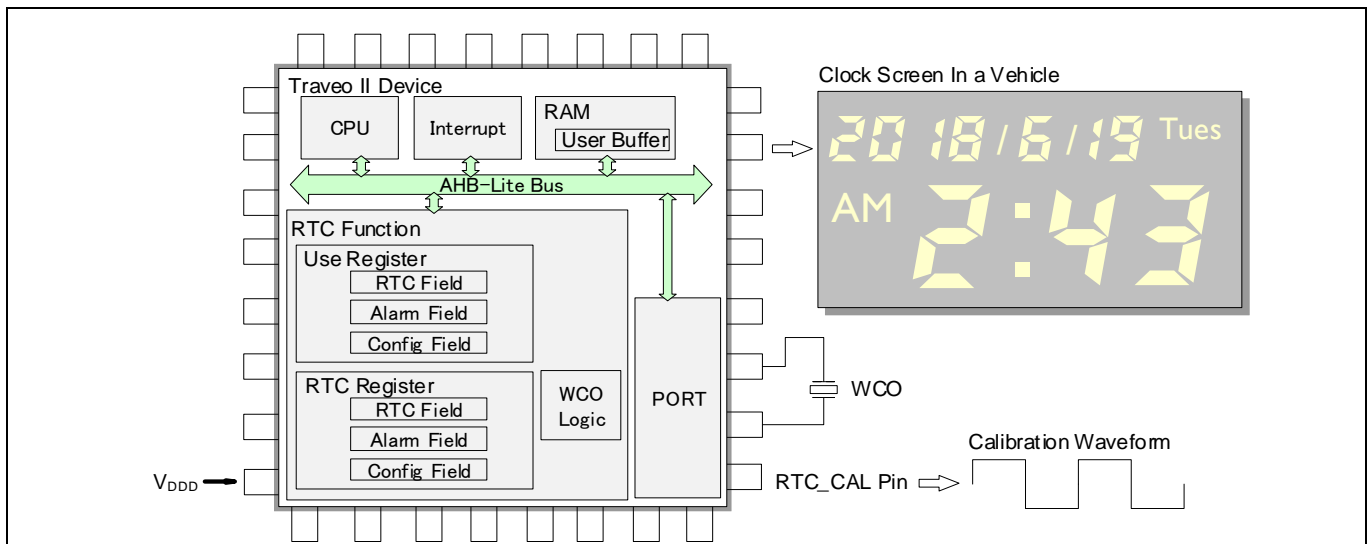 Traveo II Device
CPU
Interrupt
RAM
User Buffer
AHB-Lite Bus
RTC Function
Use Register
RTC Field
Alarm Field
Config Field
RTC Register
RTC Field
Alarm Field
Config Field
WCO
Logic
PORT
VDDD
Clock Screen In a Vehicle
2018/6/19 Tues
AM 2:43
WCO
Calibration Waveform
RTC_CAL Pin